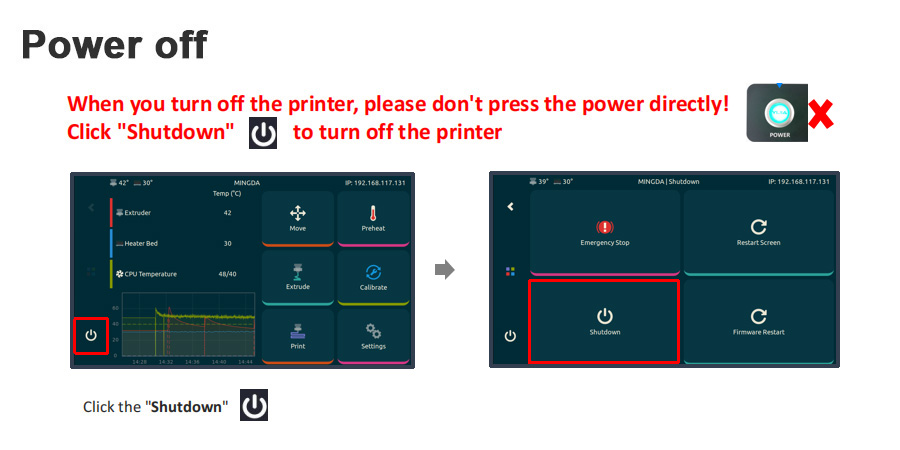 Power off
When you turn off the printer, please don't press the power directly!
Click "Shutdown" to turn off the printer
POWER
42° 30° MINGDA IP: 192.168.117.131
Temp (°C)
Extruder 42
Heater Bed 30
CPU Temperature 48/40
60
40
20
0
14:28 14:32 14:36 14:40 14:44
Move
Preheat
Extrude
Calibrate
Print
Settings
39° 30° MINGDA | Shutdown IP: 192.168.117.131
Emergency Stop
Restart Screen
Shutdown
Firmware Restart
Click the "Shutdown"